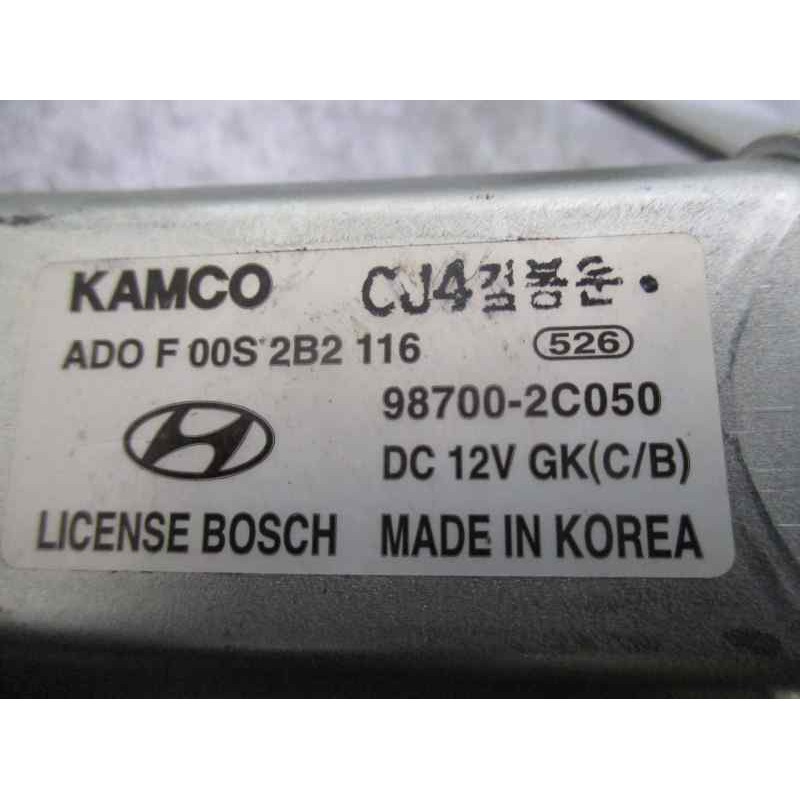 KAMCO CJ4김봉운.
ADO F 00S 2B2 116 526
98700-2C050
DC 12V GK(C/B)
LICENSE BOSCH MADE IN KOREA